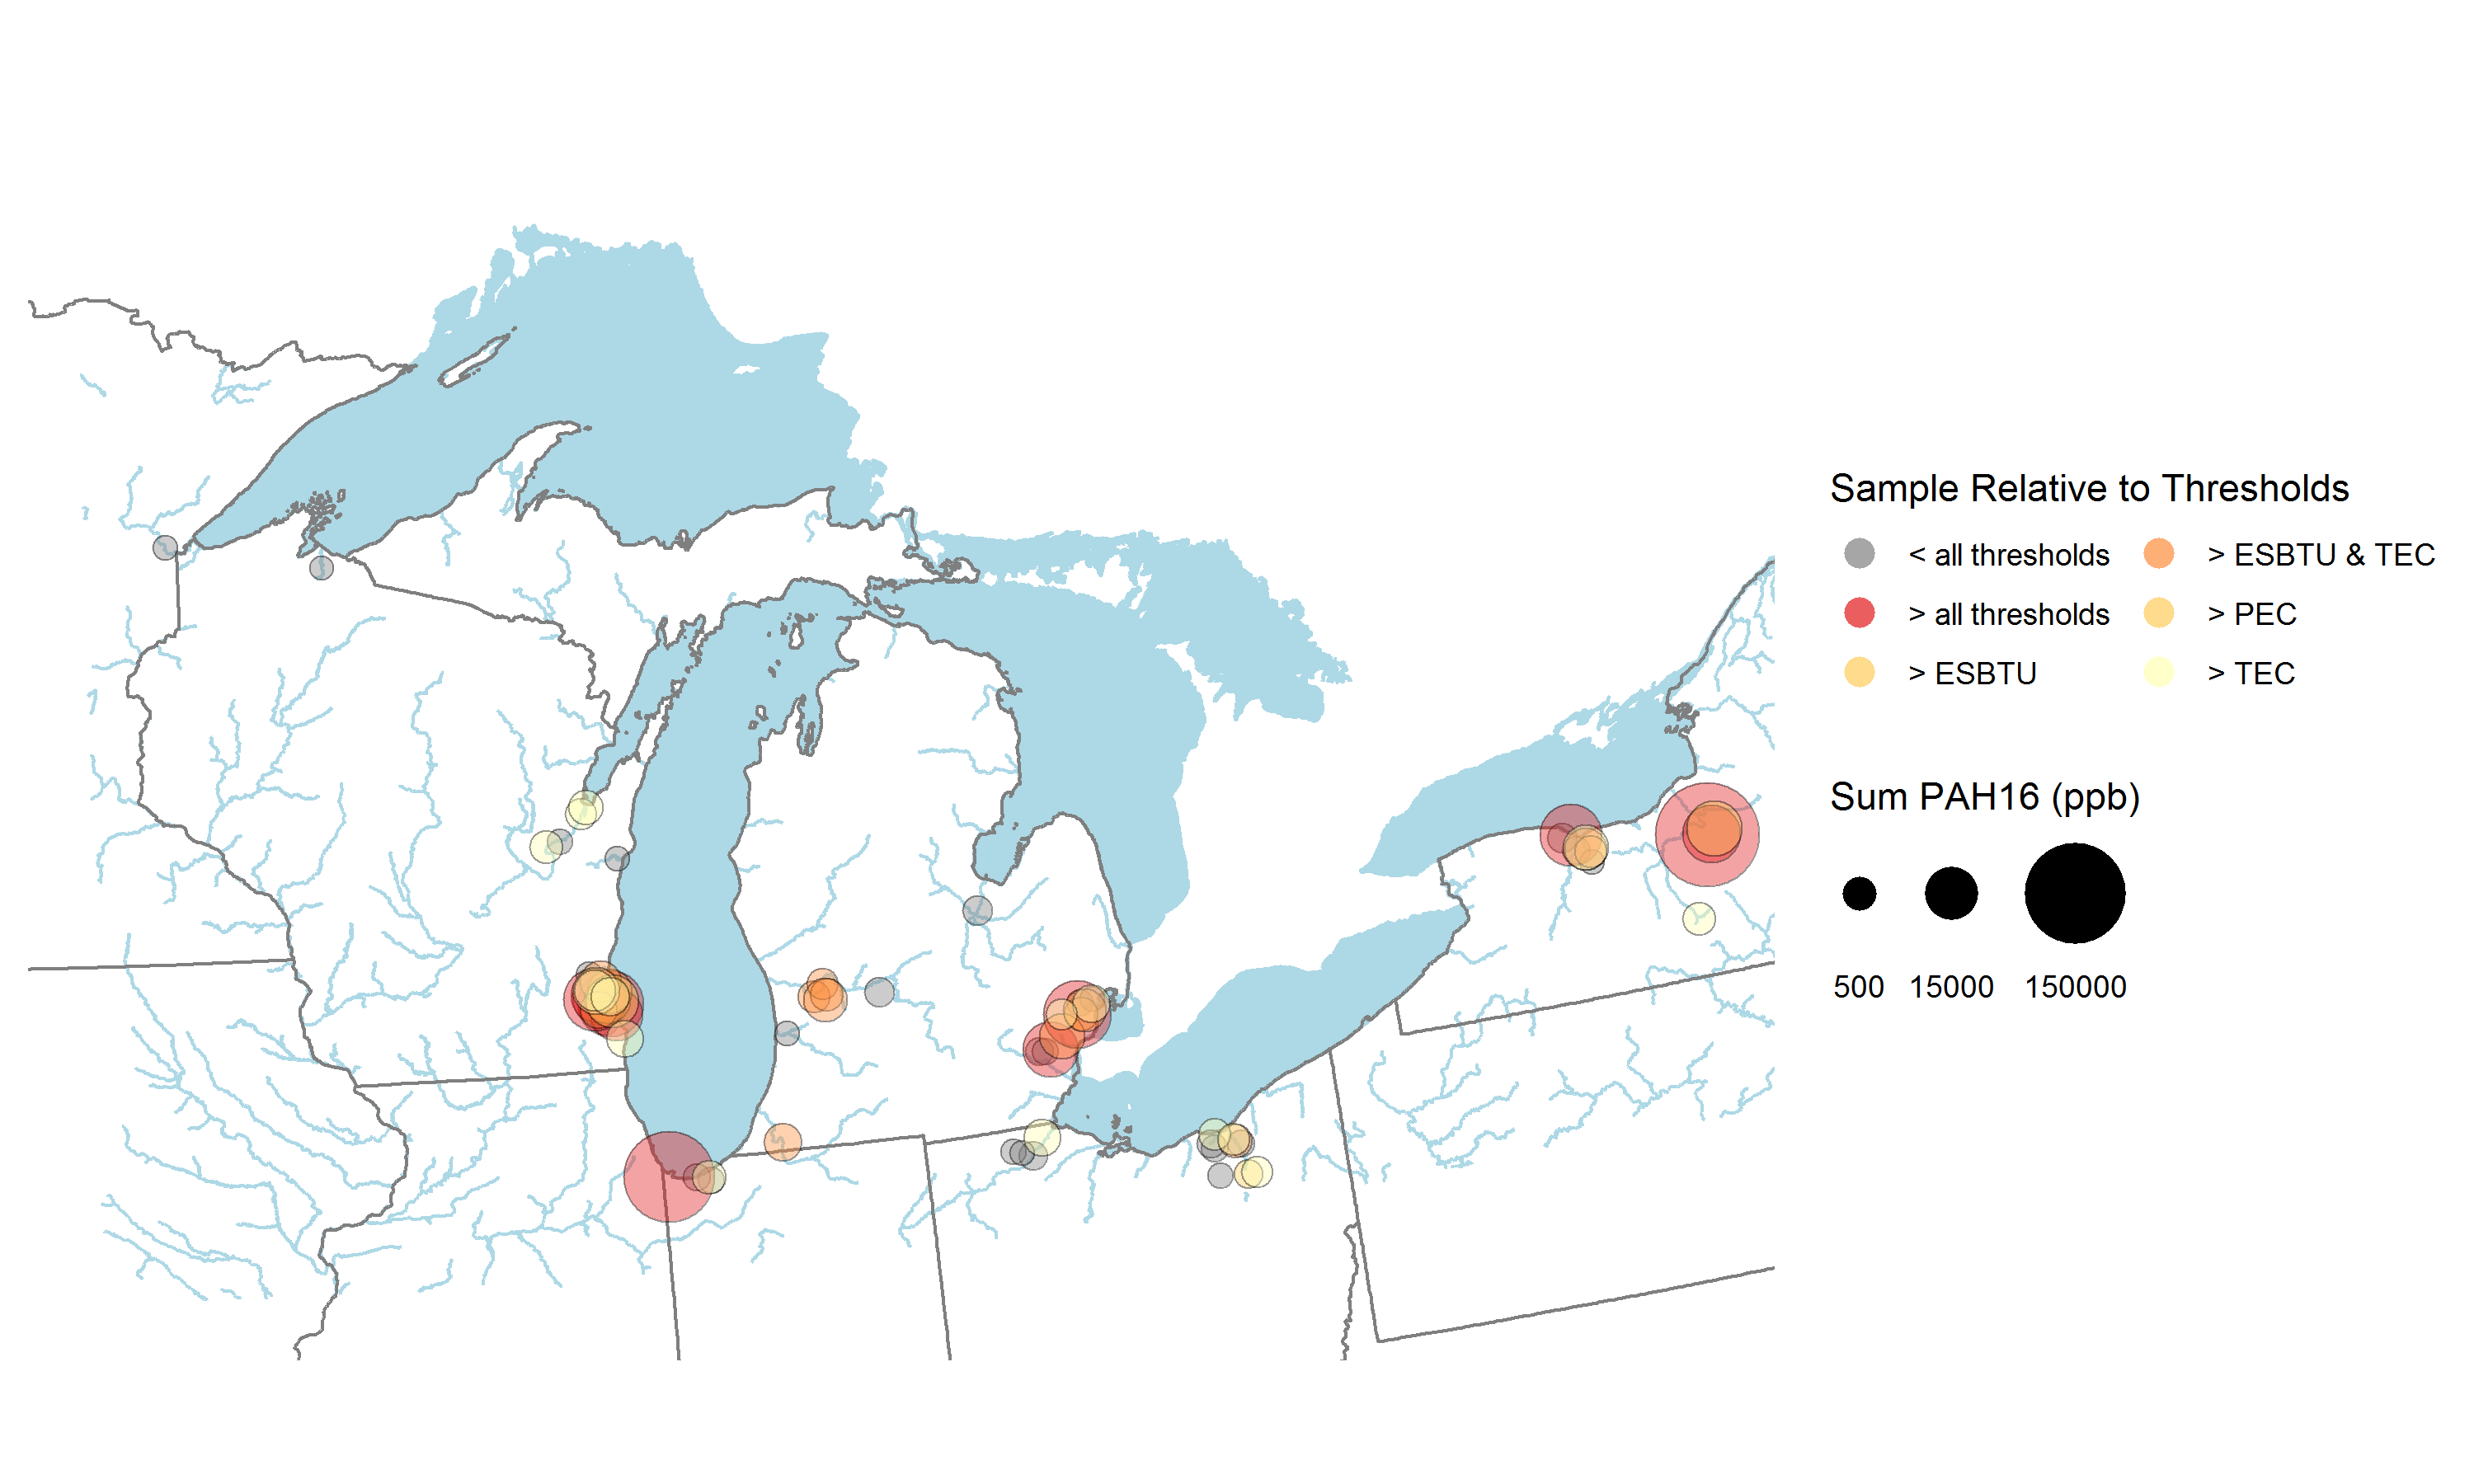 Sample Relative to Thresholds
< all thresholds
> ESBTU & TEC
> all thresholds
> PEC
> ESBTU
> TEC
Sum PAH16 (ppb)
500 15000 150000